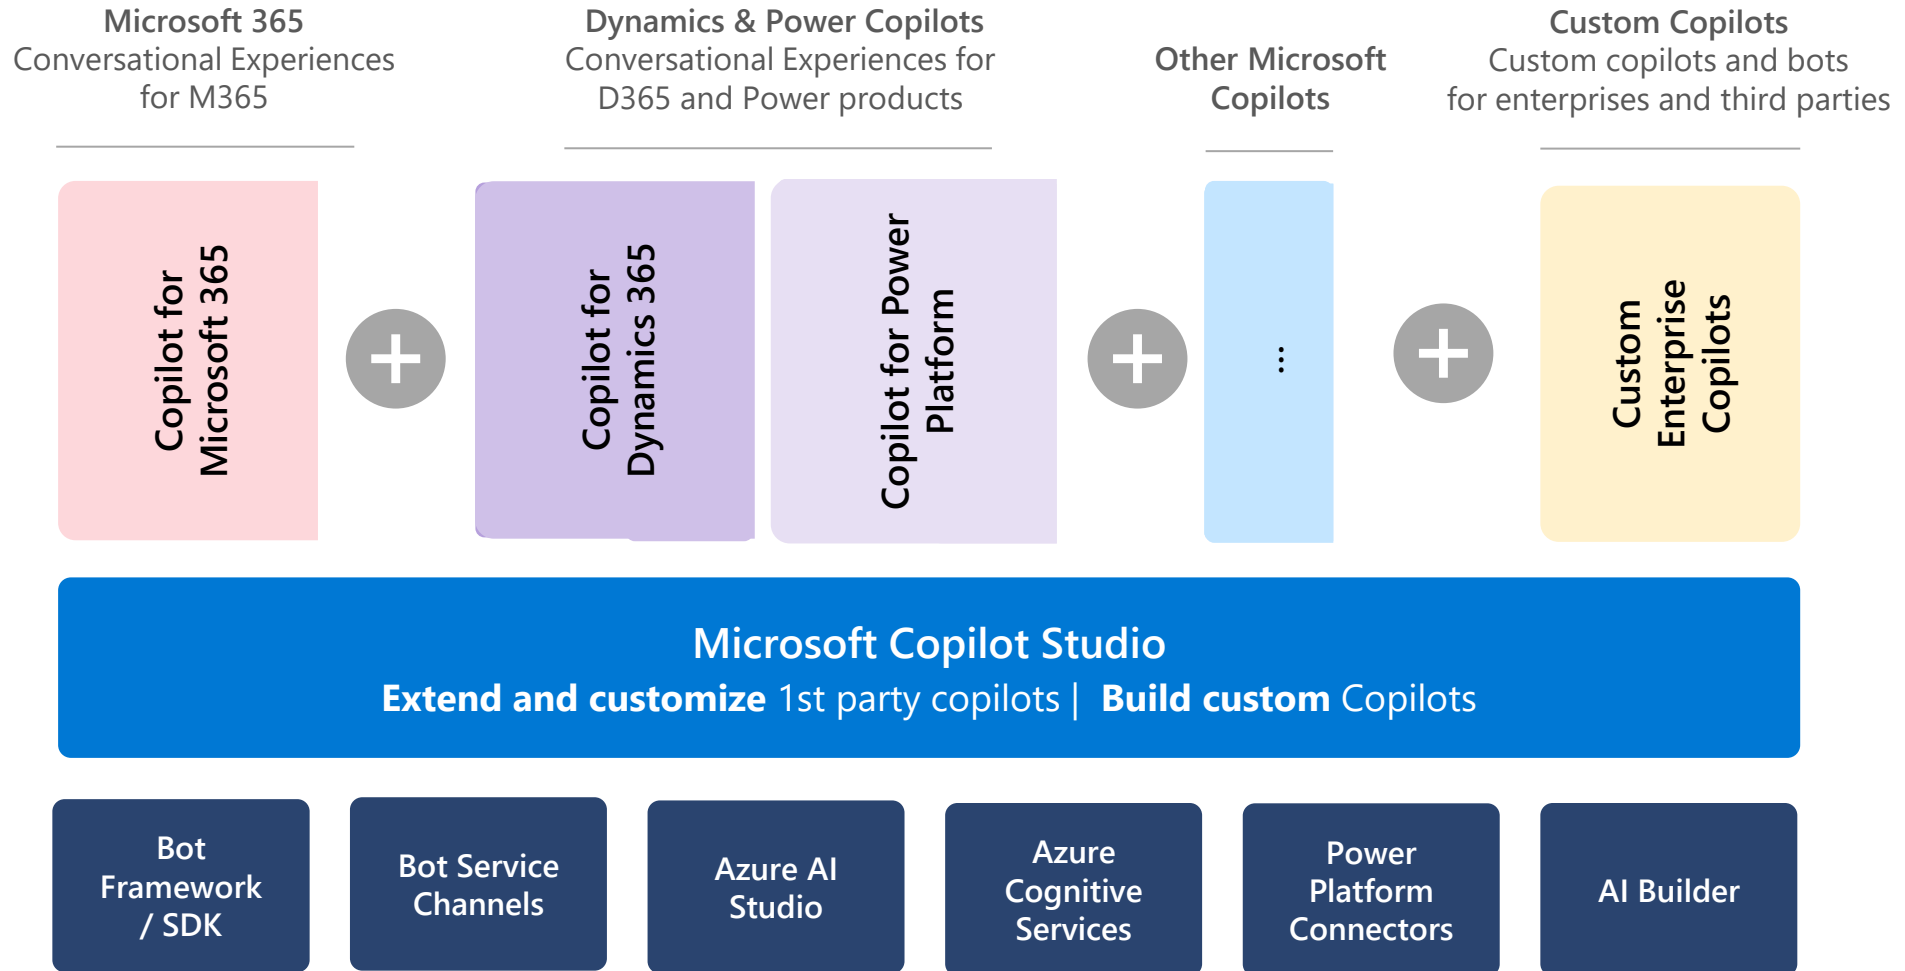 Microsoft 365
Conversational Experiences
for M365
Dynamics & Power Copilots
Conversational Experiences for
D365 and Power products
Other Microsoft
Copilots
Custom Copilots
Custom copilots and bots
for enterprises and third parties
Copilot for
Microsoft 365
Copilot for
Dynamics 365
Copilot for Power
Platform
...
Custom
Enterprise
Copilots
Microsoft Copilot Studio
Extend and customize 1st party copilots | Build custom Copilots
Bot
Framework
/ SDK
Bot Service
Channels
Azure AI
Studio
Azure
Cognitive
Services
Power
Platform
Connectors
AI Builder